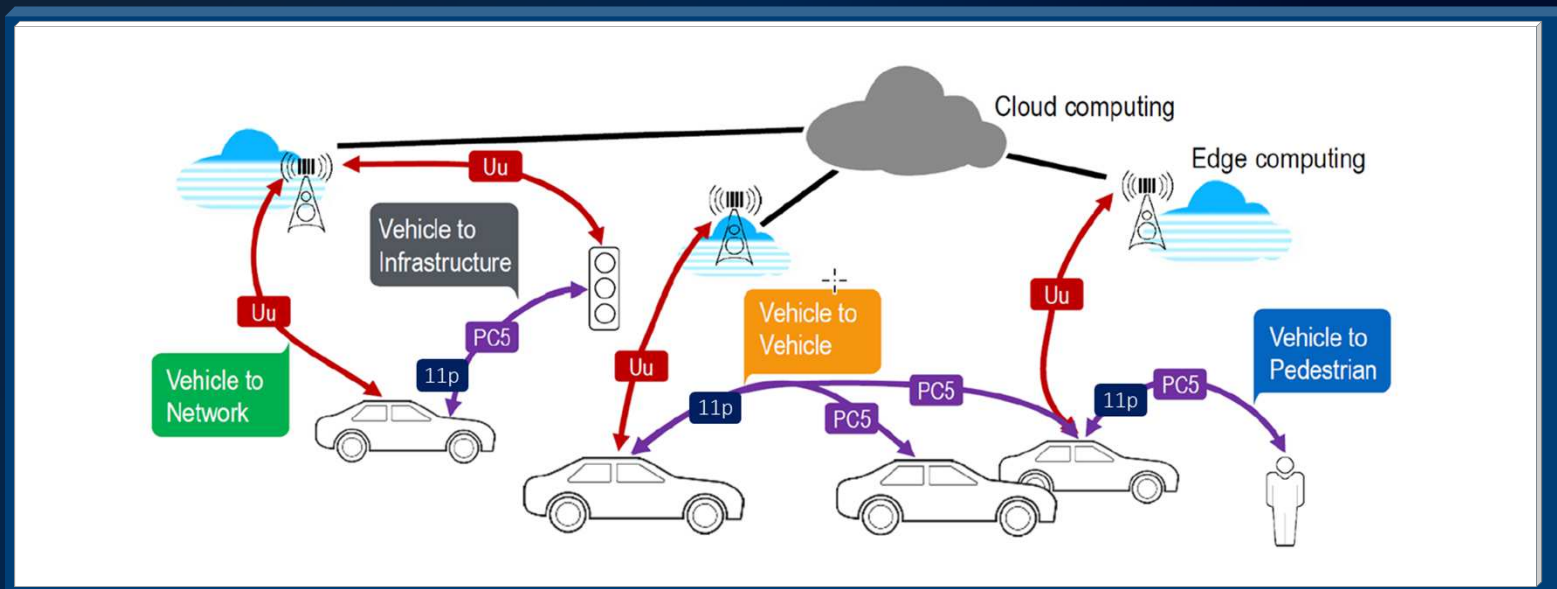 Cloud computing
Edge computing
Uu
Vehicle to
Infrastructure
Uu
PC5
11p
Vehicle to
Network
Uu
Vehicle to
Vehicle
11p
PC5
PC5
Uu
11p
PC5
Vehicle to
Pedestrian